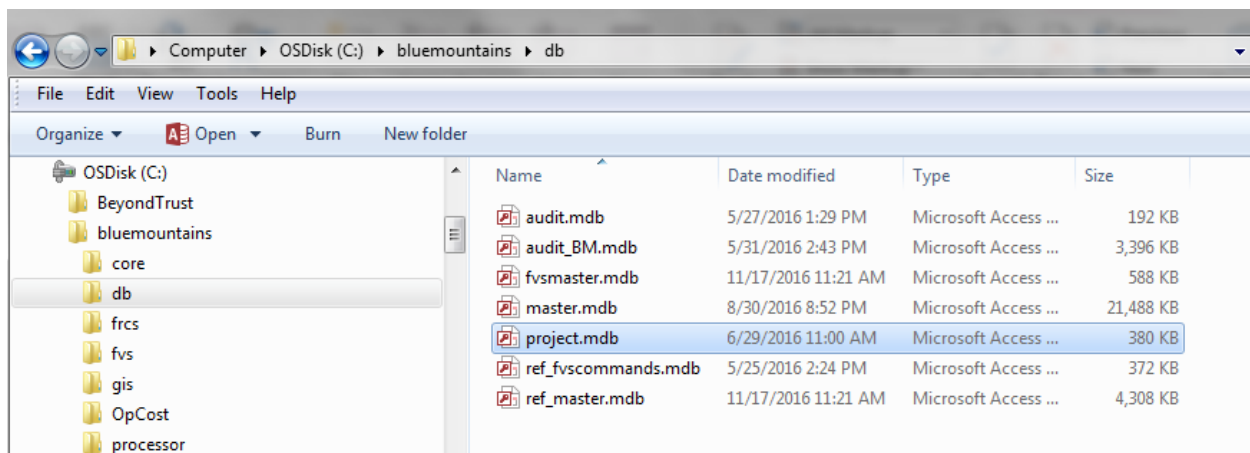 Computer OSDisk (C:) bluemountains db
File Edit View Tools Help
Organize Open Burn New folder
OSDisk (C:)
BeyondTrust
bluemountains
core
db
frcs
fvs
gis
OpCost
processor
Name Date modified Type Size
audit.mdb 5/27/2016 1:29 PM Microsoft Access ... 192 KB
audit_BM.mdb 5/31/2016 2:43 PM Microsoft Access ... 3,396 KB
fvsmaster.mdb 11/17/2016 11:21 AM Microsoft Access ... 588 KB
master.mdb 8/30/2016 8:52 PM Microsoft Access ... 21,488 KB
project.mdb 6/29/2016 11:00 AM Microsoft Access ... 380 KB
ref_fvscommands.mdb 5/25/2016 2:24 PM Microsoft Access ... 372 KB
ref_master.mdb 11/17/2016 11:21 AM Microsoft Access ... 4,308 KB